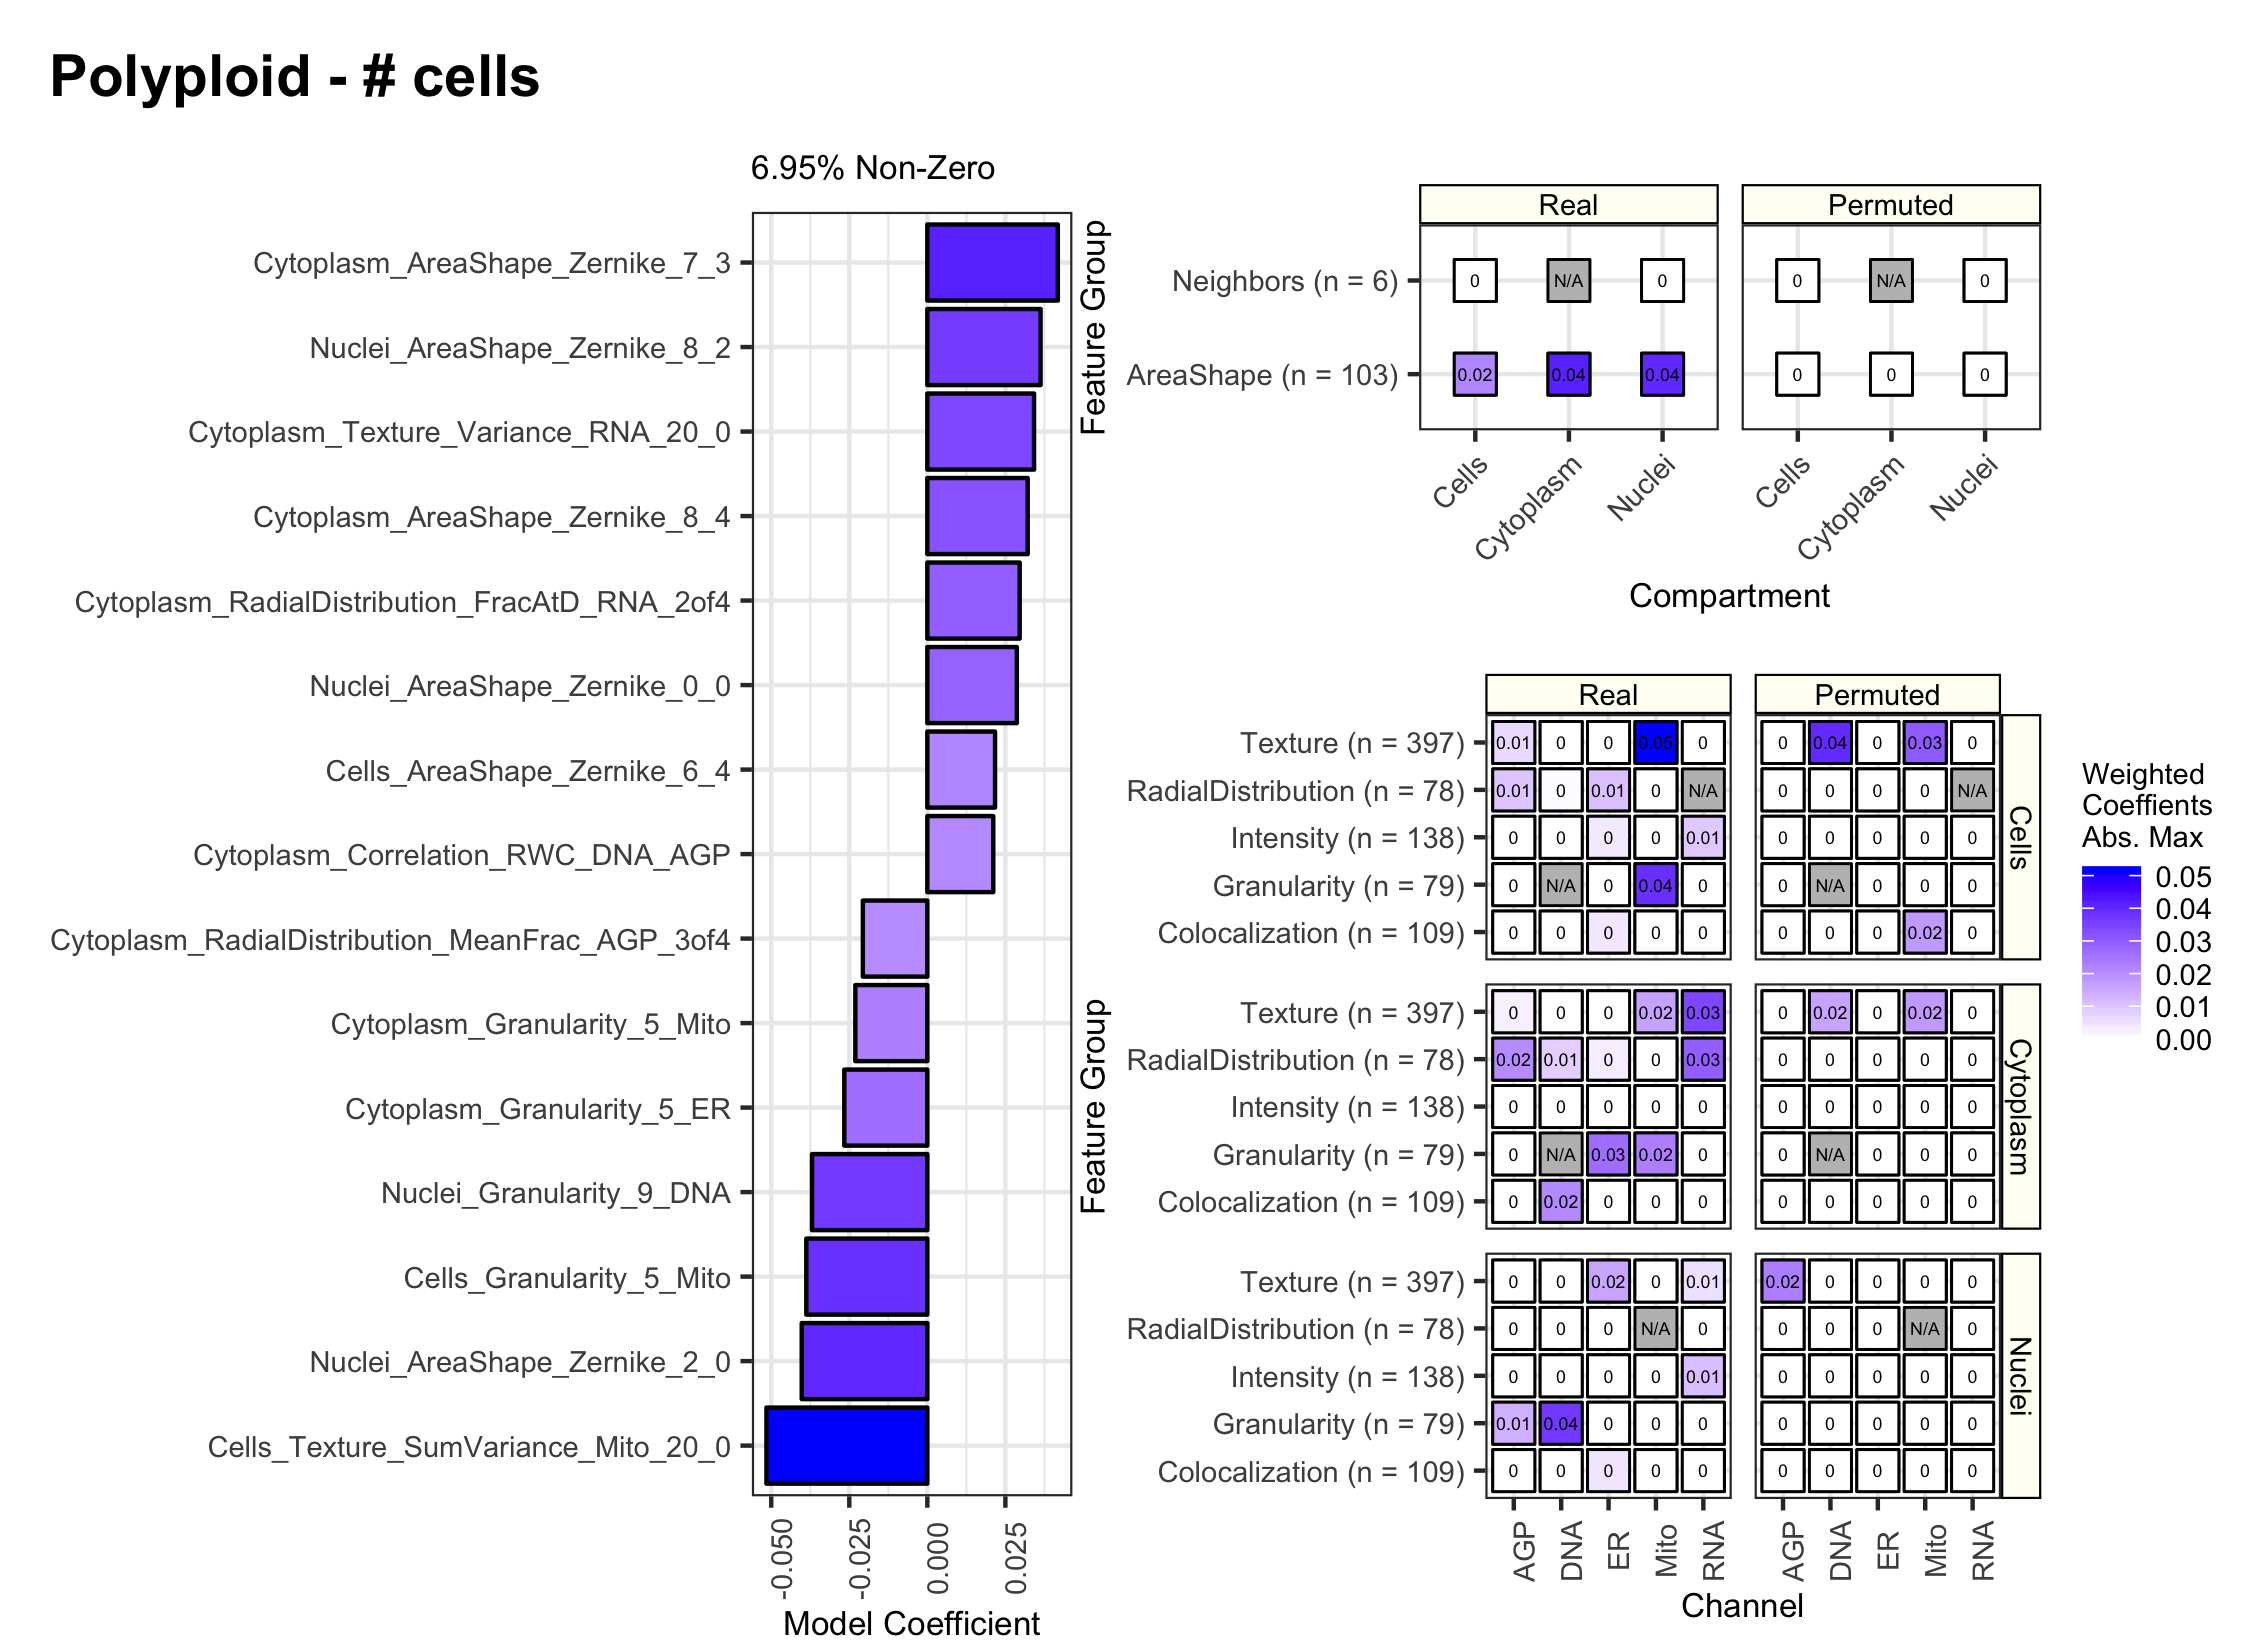 Polyploid - # cells
6.95% Non-Zero
Cytoplasm_AreaShape_Zernike_7_3
Nuclei_AreaShape_Zernike_8_2
Cytoplasm_Texture_Variance_RNA_20_0
Cytoplasm_AreaShape_Zernike_8_4
Cytoplasm_RadialDistribution_FracAtD_RNA_2of4
Nuclei_AreaShape_Zernike_0_0
Cells_AreaShape_Zernike_6_4
Cytoplasm_Correlation_RWC_DNA_AGP
Cytoplasm_RadialDistribution_MeanFrac_AGP_3of4
Cytoplasm_Granularity_5_Mito
Cytoplasm_Granularity_5_ER
Nuclei_Granularity_9_DNA
Cells_Granularity_5_Mito
Nuclei_AreaShape_Zernike_2_0
Cells_Texture_SumVariance_Mito_20_0
-0.050 -0.025 0.000 0.025
Model Coefficient
Feature Group
Real Permuted
Neighbors (n = 6) 0 N/A 0 0 N/A 0
AreaShape (n = 103) 0.02 0.04 0.04 0 0 0
Cells Cytoplasm Nuclei Cells Cytoplasm Nuclei
Compartment
Feature Group
Real Permuted
Texture (n = 397) 0.01 0 0 0.05 0 0 0.04 0 0.03 0
RadialDistribution (n = 78) 0.01 0 0.01 0 N/A 0 0 0 0 N/A
Intensity (n = 138) 0 0 0 0 0.01 0 0 0 0 0
Granularity (n = 79) 0 N/A 0 0.04 0 0 N/A 0 0 0
Colocalization (n = 109) 0 0 0 0 0 0 0 0 0.02 0
Cells
Texture (n = 397) 0 0 0 0.02 0.03 0 0.02 0 0.02 0
RadialDistribution (n = 78) 0.02 0.01 0 0 0.03 0 0 0 0 0
Intensity (n = 138) 0 0 0 0 0 0 0 0 0 0
Granularity (n = 79) 0 N/A 0.03 0.02 0 0 N/A 0 0 0
Colocalization (n = 109) 0 0.02 0 0 0 0 0 0 0 0
Cytoplasm
Texture (n = 397) 0 0 0.02 0 0.01 0.02 0 0 0 0
RadialDistribution (n = 78) 0 0 0 N/A 0 0 0 0 N/A 0
Intensity (n = 138) 0 0 0 0 0.01 0 0 0 0 0
Granularity (n = 79) 0.01 0.04 0 0 0 0 0 0 0 0
Colocalization (n = 109) 0 0 0 0 0 0 0 0 0 0
Nuclei
AGP DNA ER Mito RNA AGP DNA ER Mito RNA
Channel
Weighted
Coeffients
Abs. Max
0.05
0.04
0.03
0.02
0.01
0.00